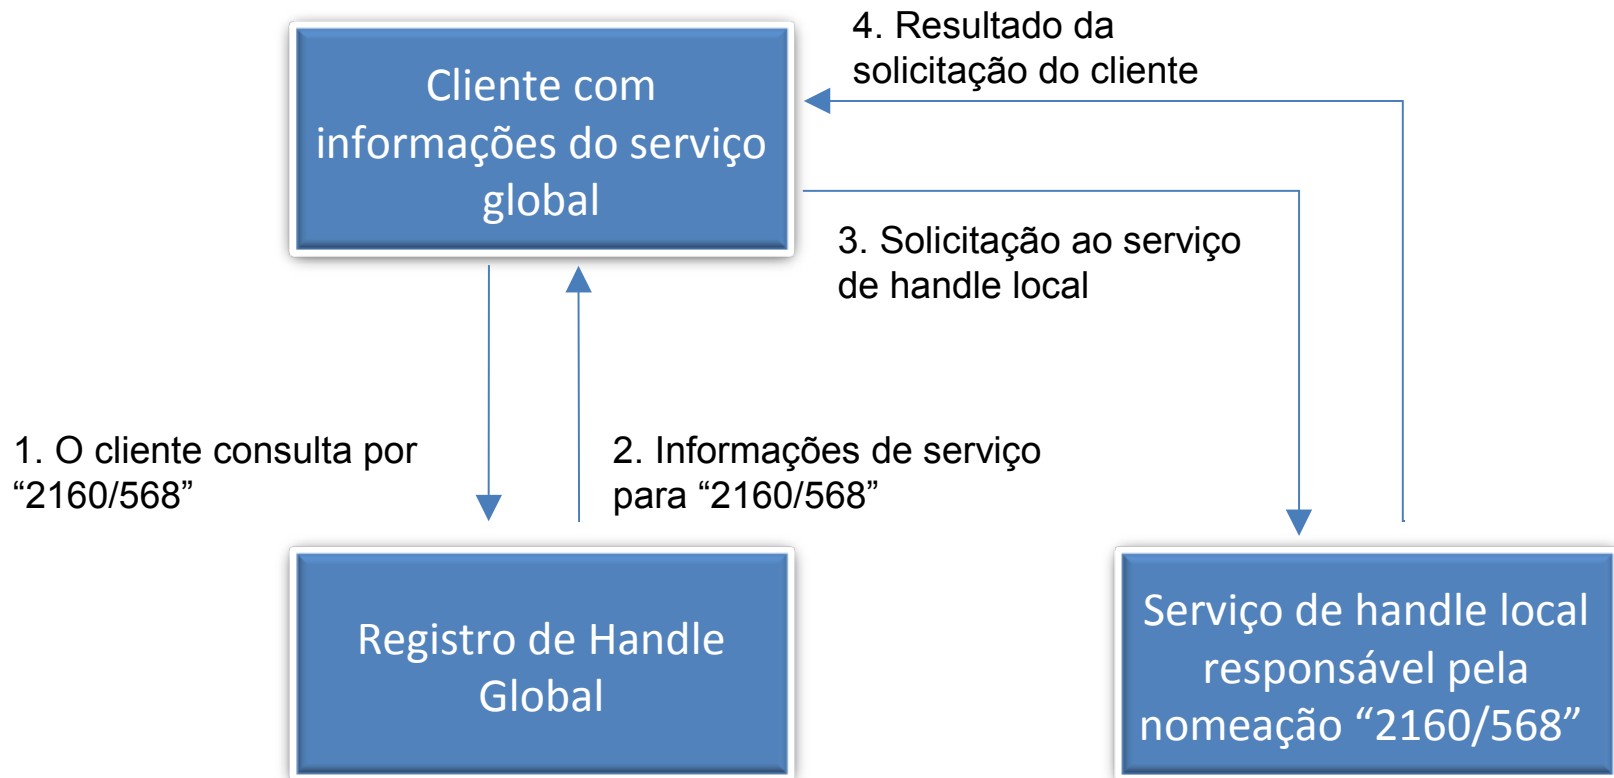 4. Resultado da
solicitação do cliente
Cliente com
informações do serviço
global
3. Solicitação ao serviço
de handle local
1. O cliente consulta por
“2160/568”
2. Informações de serviço
para “2160/568”
Registro de Handle
Global
Serviço de handle local
responsável pela
nomeação “2160/568”